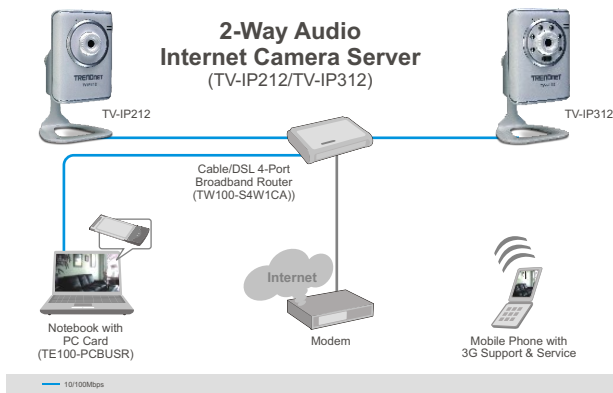 2-Way Audio
Internet Camera Server
(TV-IP212/TV-IP312)
TRENDNET
TRENDNET
TV-IP212
TV-IP312
Cable/DSL 4-Port
Broadband Router
(TW100-S4W1CA))
Internet
Notebook with
PC Card
(TE100-PCBUSR)
Modem
Mobile Phone with
3G Support & Service
10/100Mbps